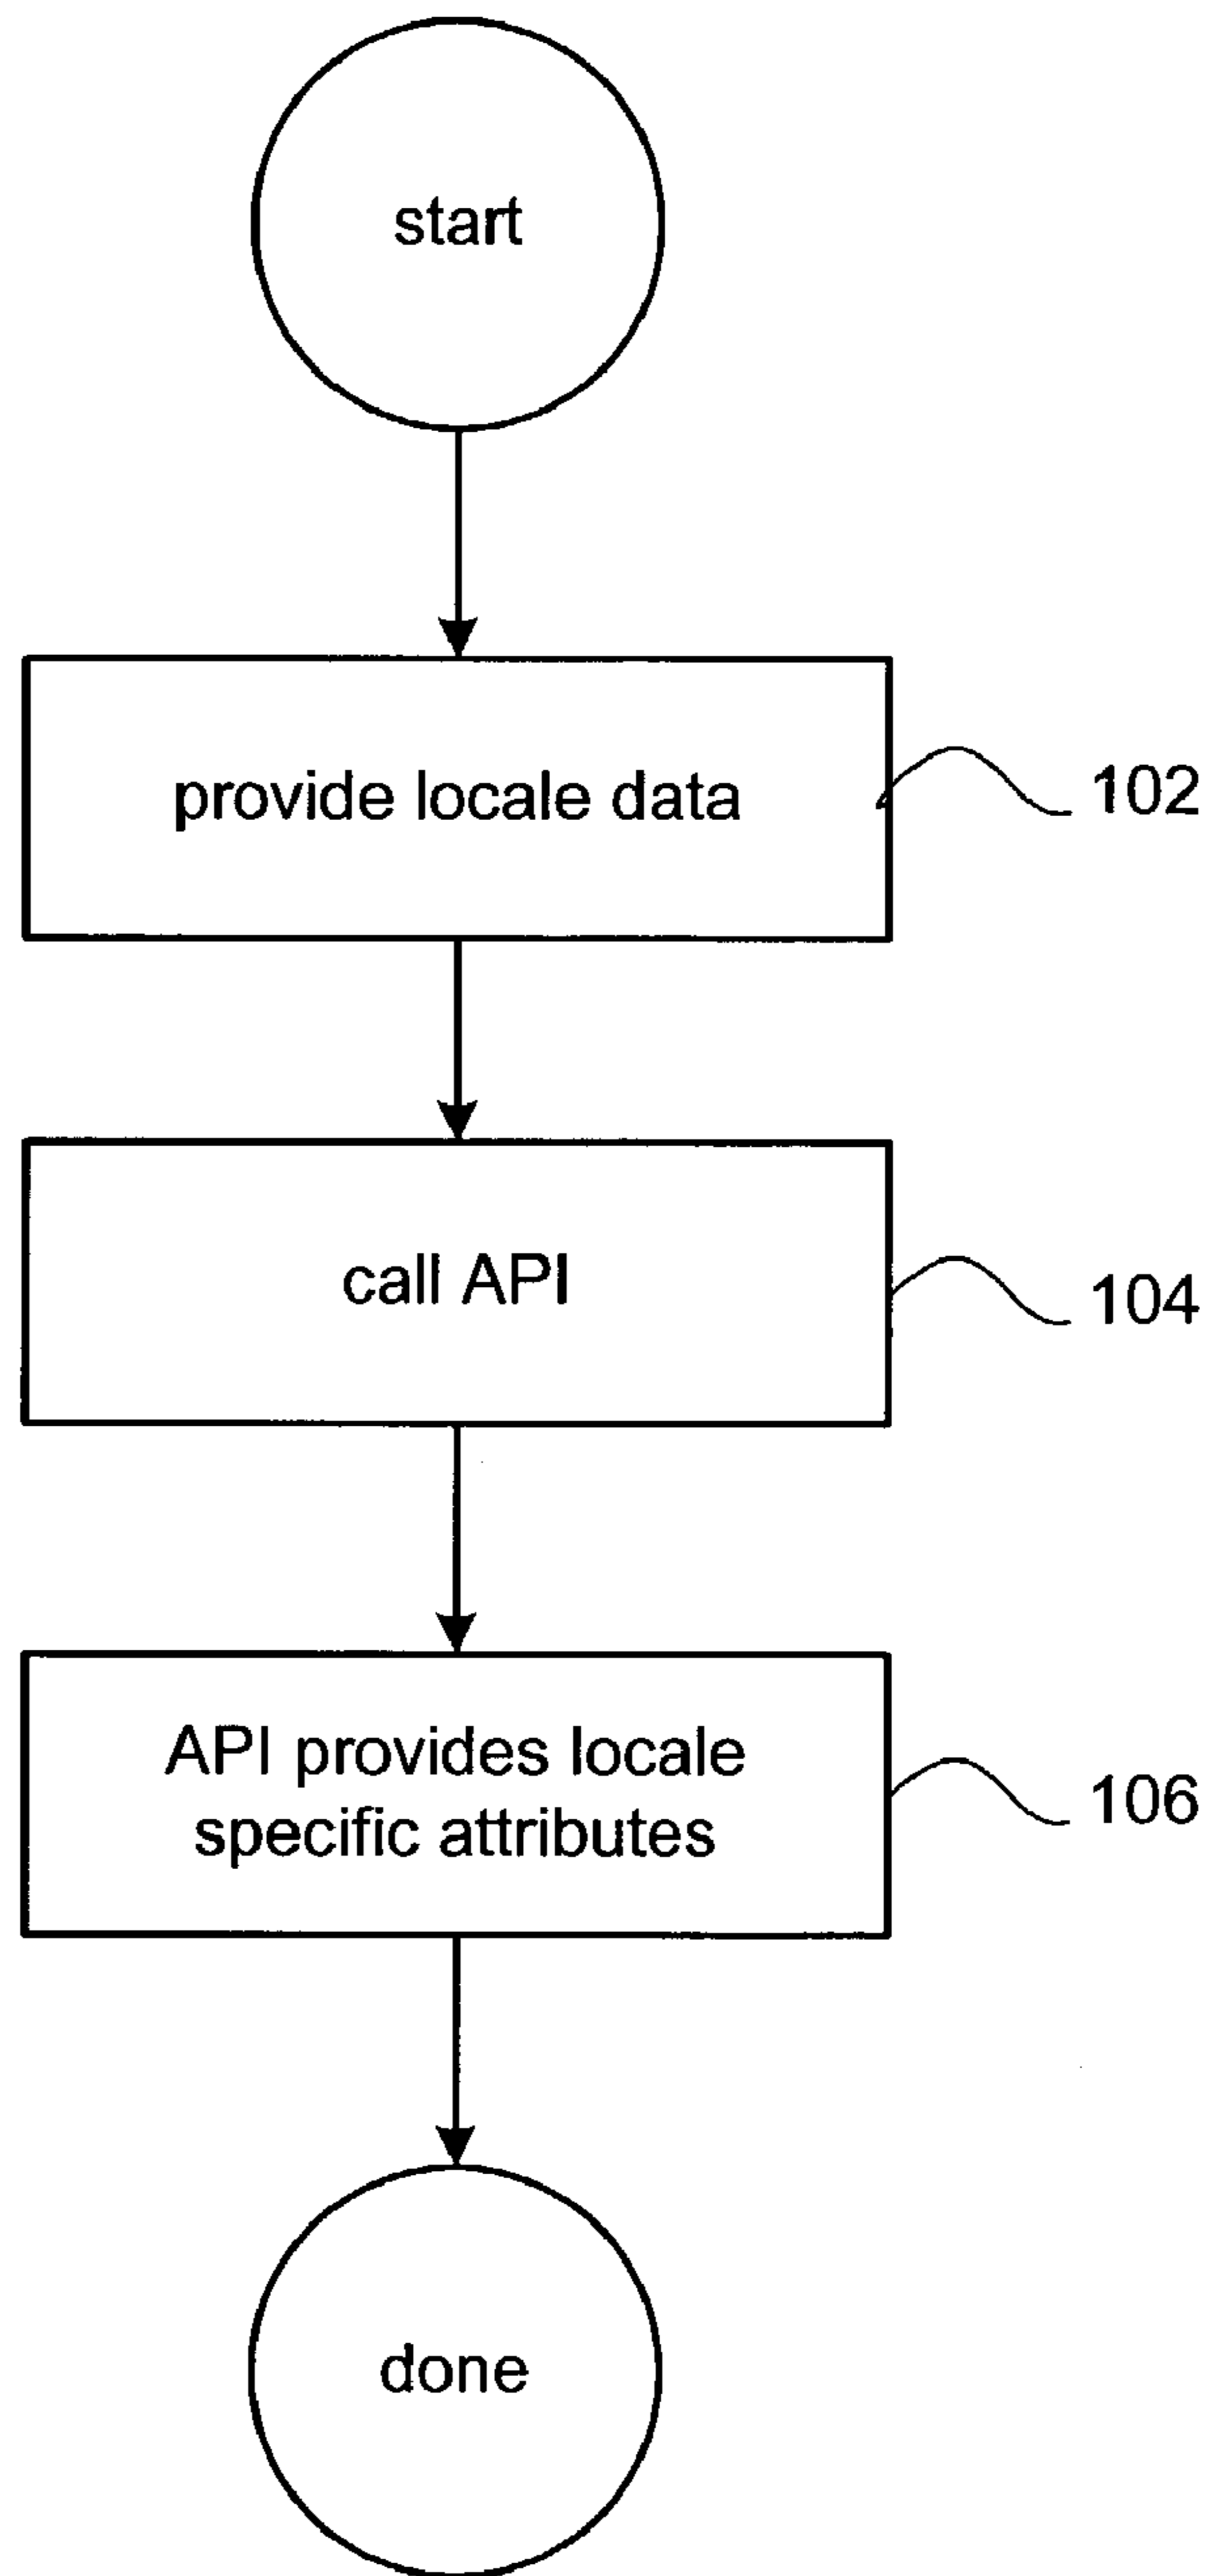 start
provide locale data
102
call API
104
API provides locale
specific attributes
106
done